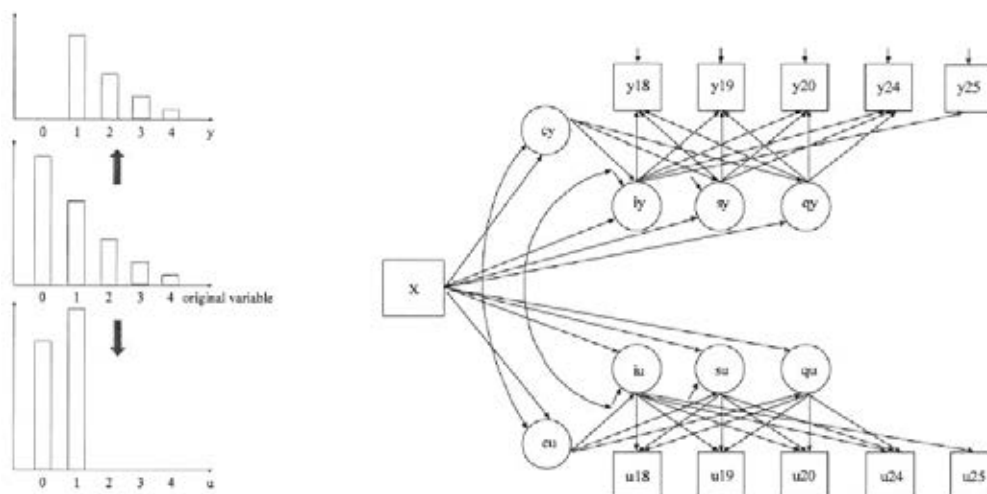 0 1 2 3 4 y
0 1 2 3 4 original variable
0 1 2 3 4 u
y18 y19 y20 y24 y25
cy
iy sy qy
x
iu su qu
cu
u18 u19 u20 u24 u25